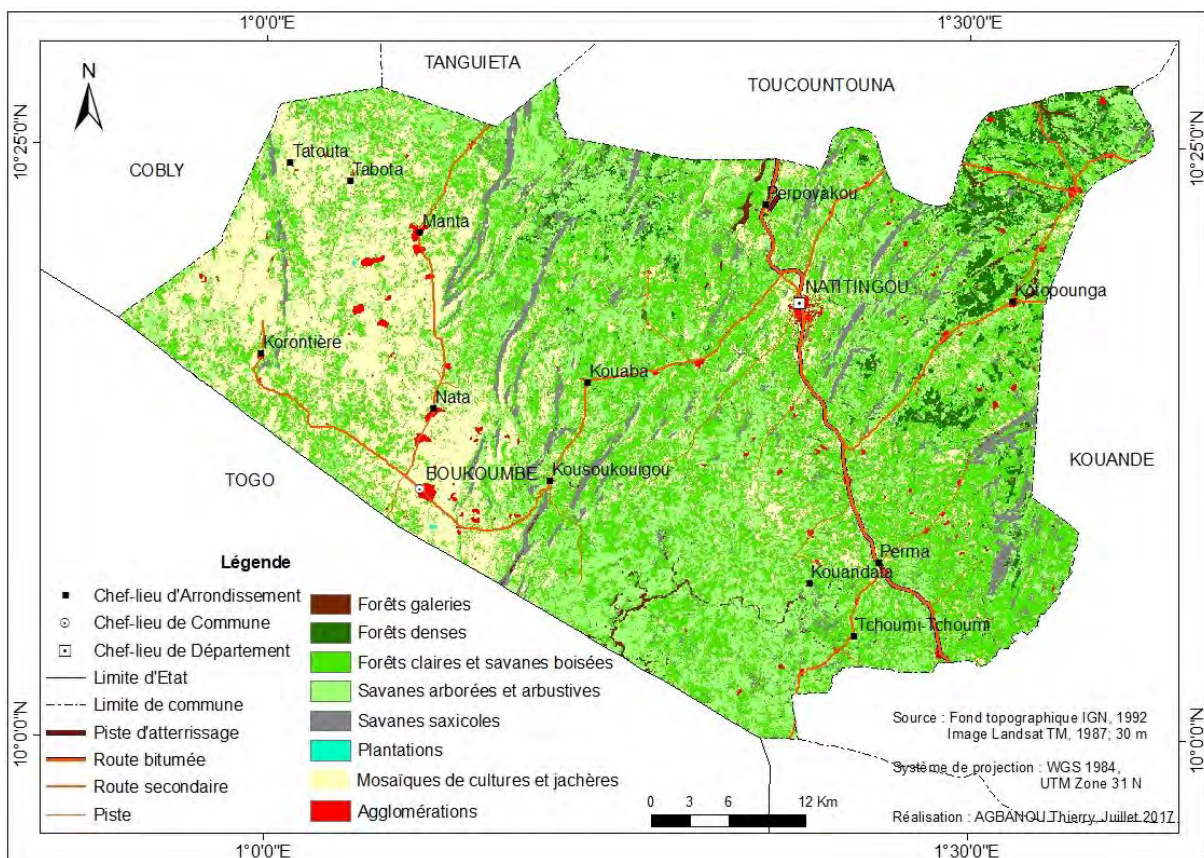 1°0'0"E
1°30'0"E
N
TANGUIETA
TOUCOUNTOUNA
10°25'0"N
10°25'0"N
COBLY
Tatouta
Tabota
Perpoyakou
Manta
NATITINGOU
Kotopounga
Korontière
Kouaba
Nata
KOUANDE
TOGO
BOUKOUMBE
Kousoukouigou
Perma
Kouandata
Tchoumi-Tchoumi
Légende
Chef-lieu d'Arrondissement
Chef-lieu de Commune
Chef-lieu de Département
Limite d'Etat
Limite de commune
Piste d'atterrissage
Route bitumée
Route secondaire
Piste
Forêts galeries
Forêts denses
Forêts claires et savanes boisées
Savanes arborées et arbustives
Savanes saxicoles
Plantations
Mosaïques de cultures et jachères
Agglomérations
10°0'0"N
10°0'0"N
Source : Fond topographique IGN, 1992
Image Landsat TM, 1987; 30 m
Système de projection : WGS 1984,
UTM Zone 31 N
0 3 6 12 Km
Réalisation : AGBANOU Thierry, Juillet 2017
1°0'0"E
1°30'0"E